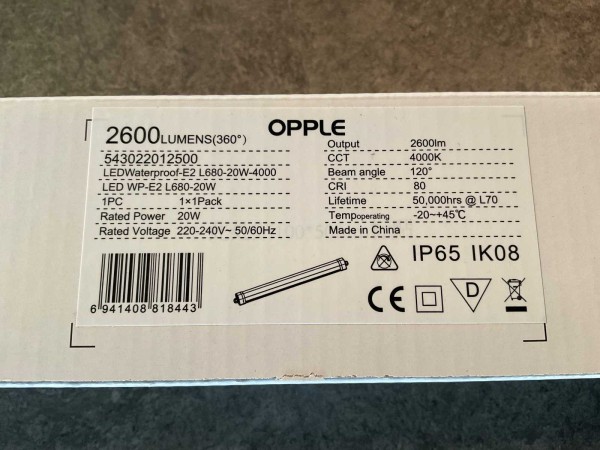 OPPLE
2600LUMENS(360°)
543022012500
LEDWaterproof-E2 L680-20W-4000
LED WP-E2 L680-20W
1PC 1×1Pack
Rated Power 20W
Rated Voltage 220-240V~ 50/60Hz
Output 2600lm
CCT 4000K
Beam angle 120°
CRI 80
Lifetime 50,000hrs @ L70
Tempoperating -20~+45℃
Made in China
IP65 IK08
CE D
6 941408 818443